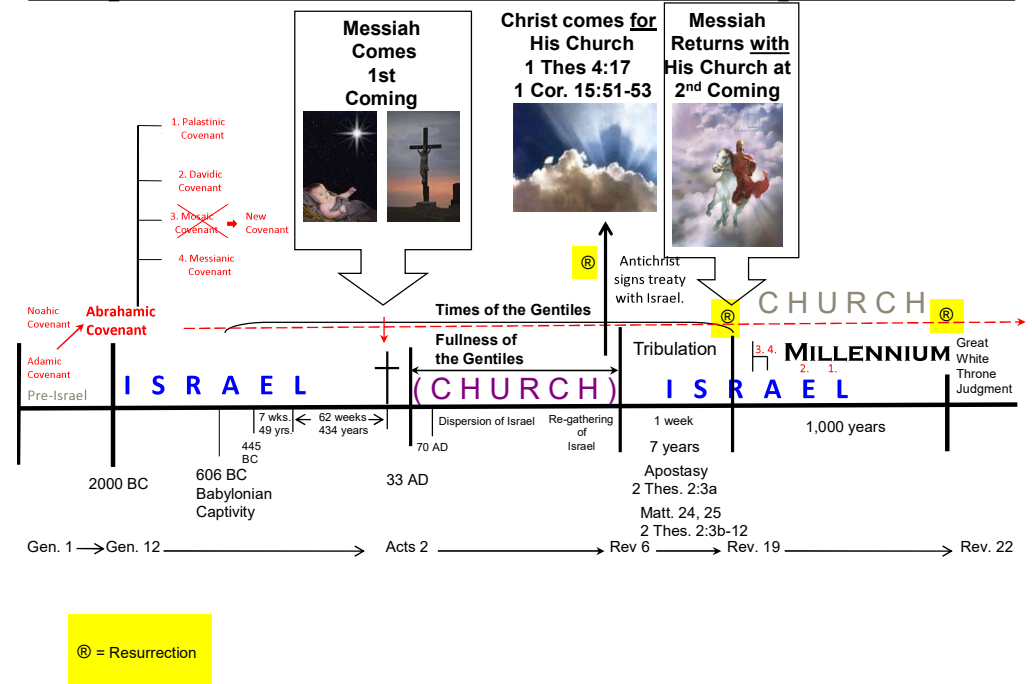 Messiah
Comes
1st
Coming
Christ comes for
His Church
1 Thes 4:17
1 Cor. 15:51-53
Messiah
Returns with
His Church at
2nd Coming
1. Palastinic
Covenant
2. Davidic
Covenant
3. Mosaic
Covenant
New
Covenant
4. Messianic
Covenant
Noahic
Covenant
Abrahamic
Covenant
Adamic
Covenant
Pre-Israel
®
Antichrist
signs treaty
with Israel.
®
CHURCH
®
Times of the Gentiles
Fullness of
the Gentiles
Tribulation
3. 4.
MILLENNIUM
2. 1.
Great
White
Throne
Judgment
ISRAEL
(CHURCH)
ISRAEL
7 wks.
49 yrs.
62 weeks
434 years
445
BC
70 AD
Dispersion of Israel
Re-gathering
of
Israel
1 week
7 years
1,000 years
2000 BC
606 BC
Babylonian
Captivity
33 AD
Apostasy
2 Thes. 2:3a
Matt. 24, 25
2 Thes. 2:3b-12
Gen. 1
Gen. 12
Acts 2
Rev 6
Rev. 19
Rev. 22
® = Resurrection